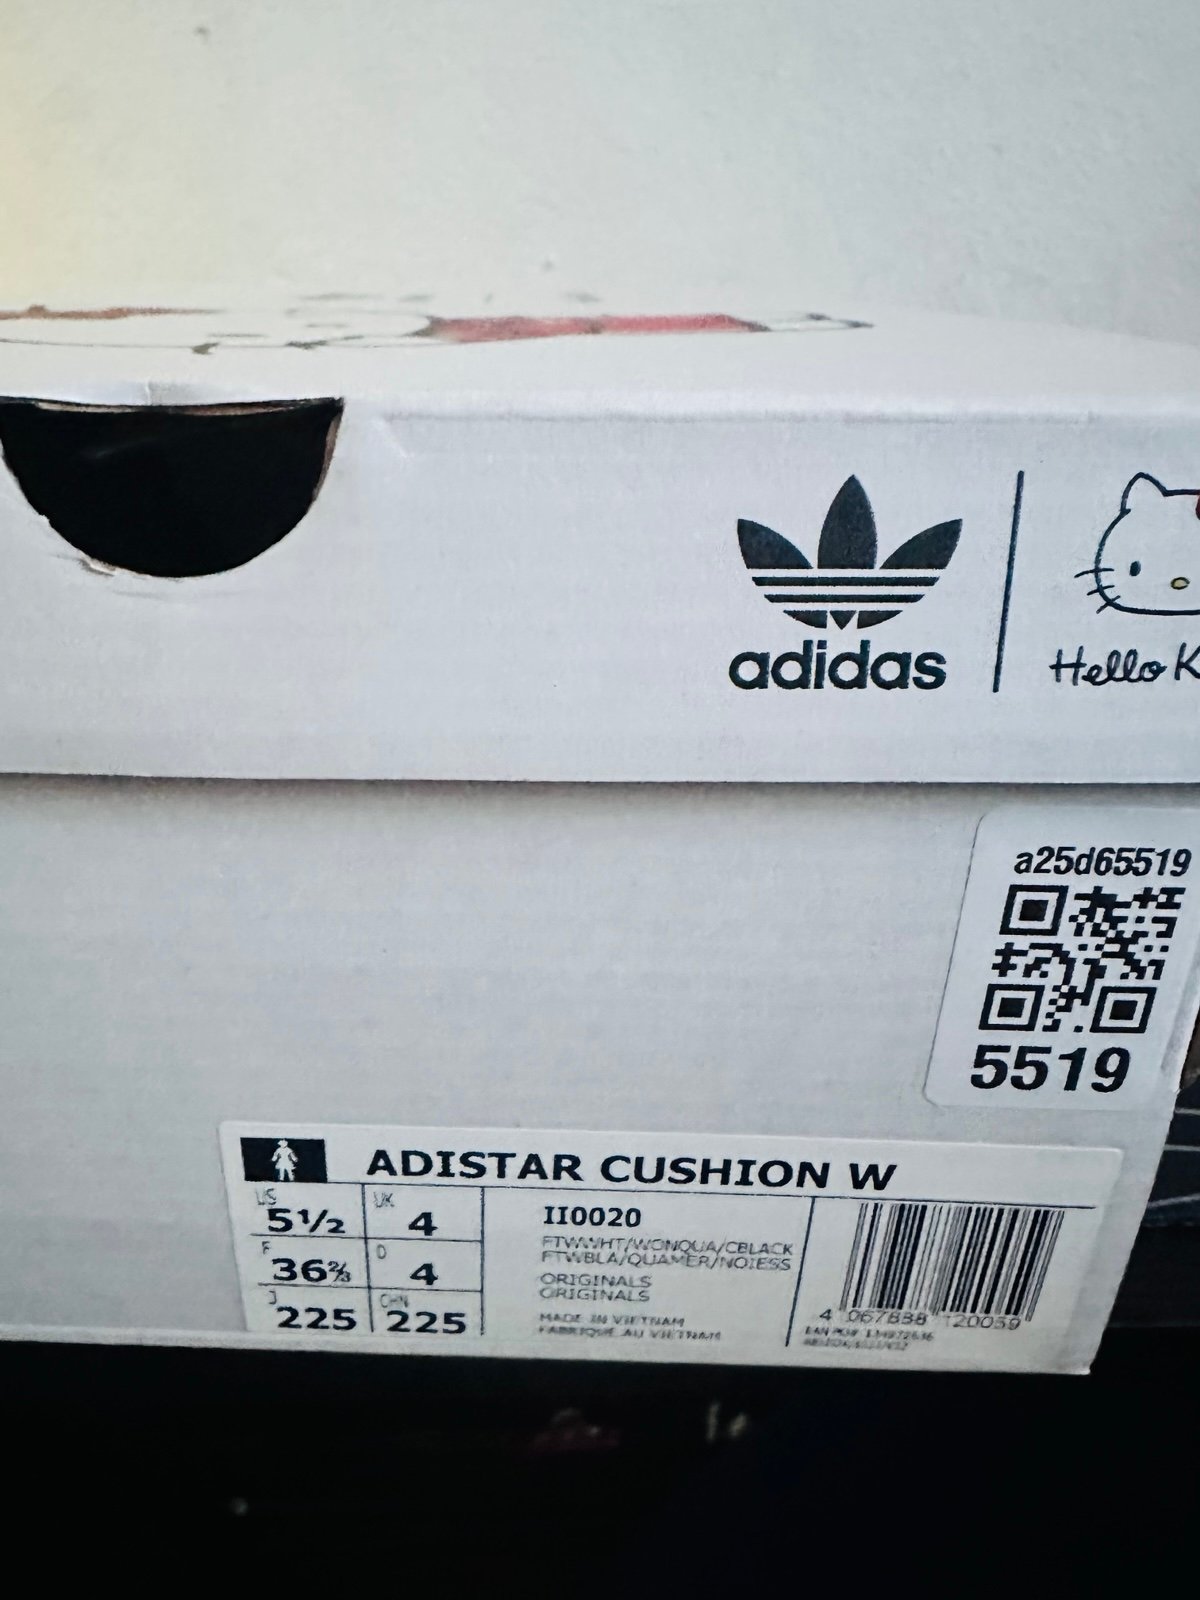 adidas
Hello K
a25d65519
5519
ADISTAR CUSHION W
US 5½
UK 4
F 36⅔
D 4
J 225
CHN 225
II0020
FTWWHT/WONQUA/CBLACK
FTWBLA/QUAMER/NOIESS
ORIGINALS
ORIGINALS
MADE IN VIETNAM
FABRIQUE AU VIETNAM
4 067888 120059